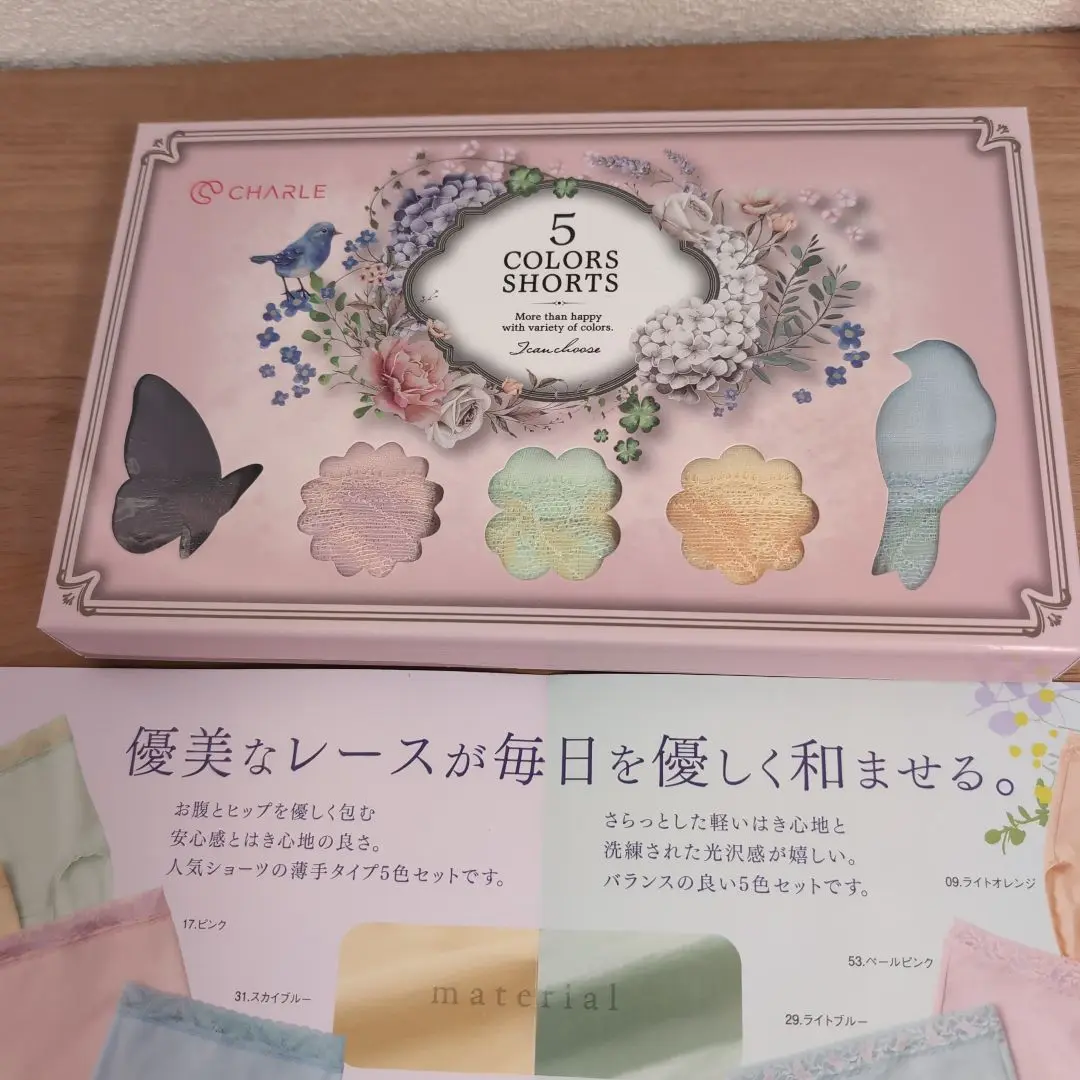 CHARLE
5
COLORS
SHORTS
More than happy
with variety of colors.
I can choose
優美なレースが毎日を優しく和ませる。
お腹とヒップを優しく包む
安心感とはき心地の良さ。
人気ショーツの薄手タイプ5色セットです。
17.ピンク
31.スカイブルー
さらっとした軽いはき心地と
洗練された光沢感が嬉しい。
バランスの良い5色セットです。
09.ライトオレンジ
53.ペールピンク
29.ライトブルー
material